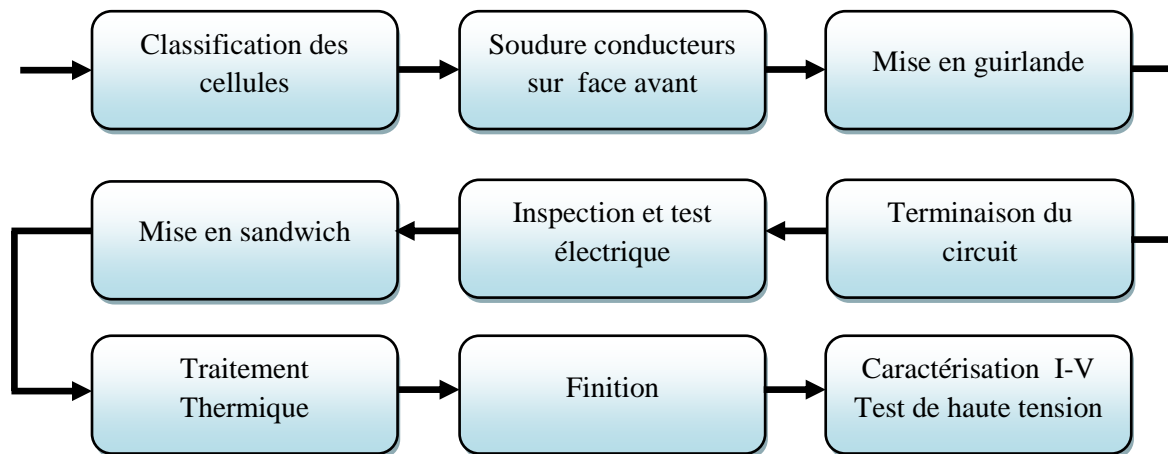 Classification des
cellules
Soudure conducteurs
sur face avant
Mise en guirlande
Terminaison du
circuit
Inspection et test
électrique
Mise en sandwich
Traitement
Thermique
Finition
Caractérisation I-V
Test de haute tension